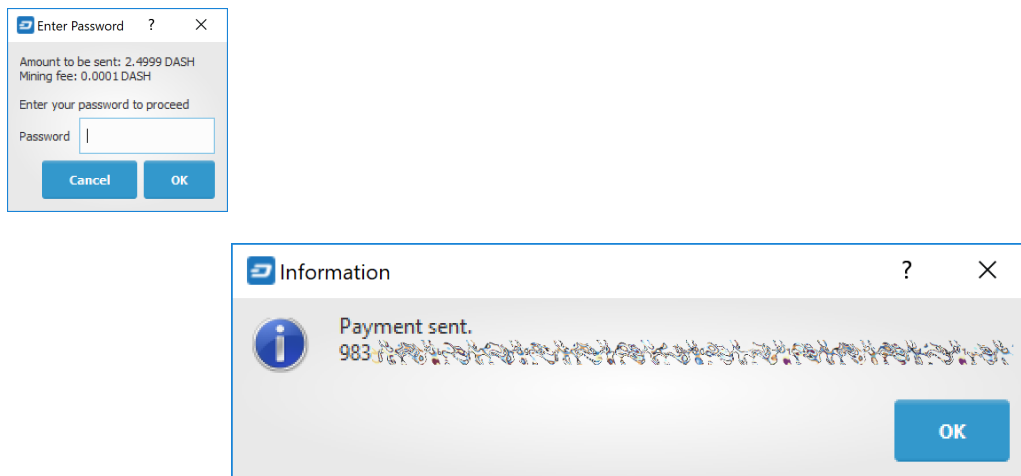 Enter Password ?
Amount to be sent: 2.4999 DASH
Mining fee: 0.0001 DASH
Enter your password to proceed
Password
Cancel OK
Information ?
Payment sent.
983
OK